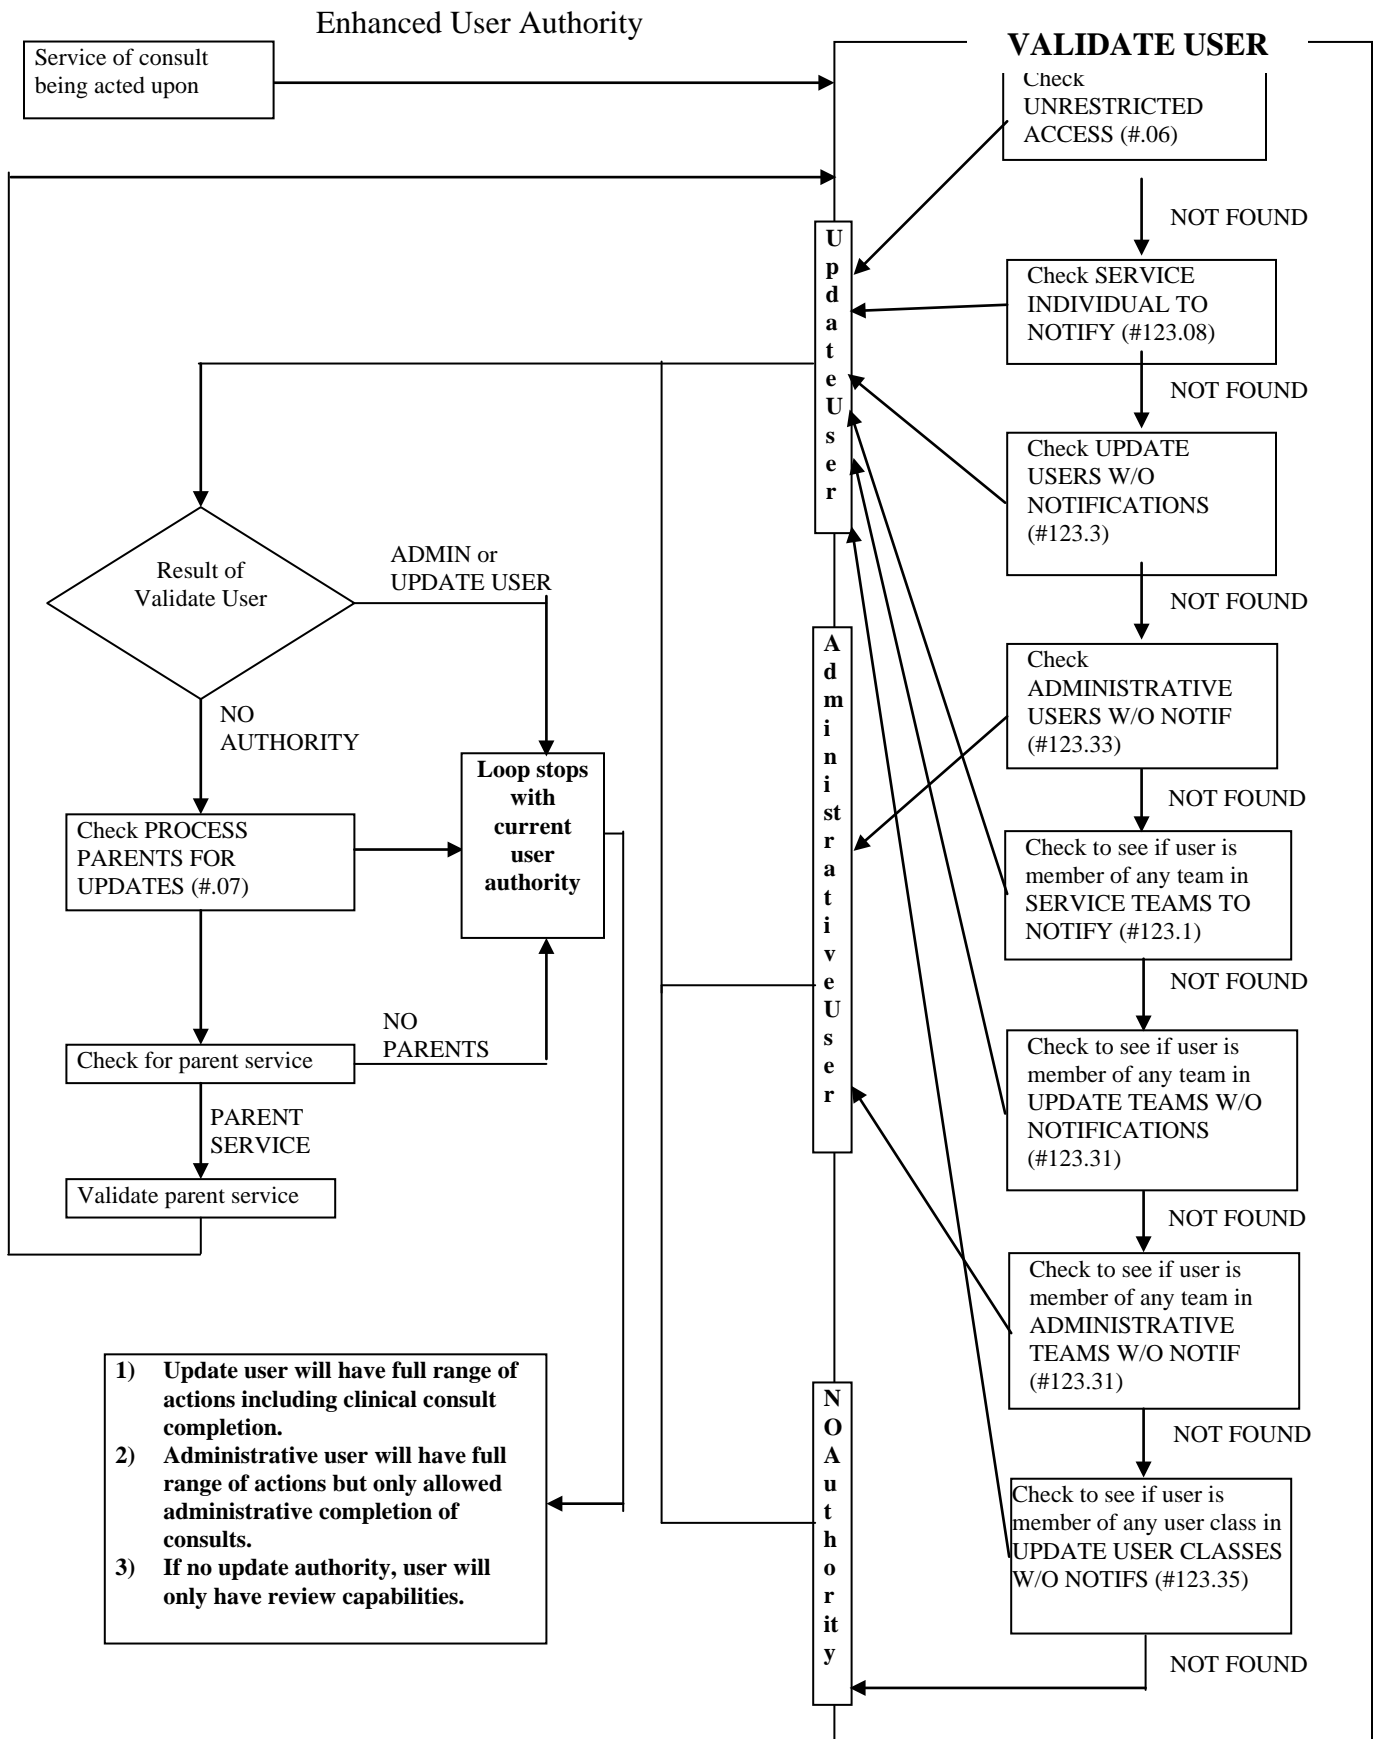 Enhanced User Authority
VALIDATE USER
Service of consult
being acted upon
Check
UNRESTRICTED
ACCESS (#.06)
NOT FOUND
Check SERVICE
INDIVIDUAL TO
NOTIFY (#123.08)
NOT FOUND
Check UPDATE
USERS W/O
NOTIFICATIONS
(#123.3)
NOT FOUND
Check
ADMINISTRATIVE
USERS W/O NOTIF
(#123.33)
NOT FOUND
Check to see if user is
member of any team in
SERVICE TEAMS TO
NOTIFY (#123.1)
NOT FOUND
Check to see if user is
member of any team in
UPDATE TEAMS W/O
NOTIFICATIONS
(#123.31)
NOT FOUND
Check to see if user is
member of any team in
ADMINISTRATIVE
TEAMS W/O NOTIF
(#123.31)
NOT FOUND
Check to see if user is
member of any user class in
UPDATE USER CLASSES
W/O NOTIFS (#123.35)
NOT FOUND
U
p
d
a
t
e
U
s
e
r
A
d
m
i
n
i
st
r
a
t
i
v
e
U
s
e
r
N
O
A
u
t
h
o
r
it
y
Result of
Validate User
ADMIN or
UPDATE USER
NO
AUTHORITY
Loop stops
with
current
user
authority
Check PROCESS
PARENTS FOR
UPDATES (#.07)
NO
PARENTS
Check for parent service
PARENT
SERVICE
Validate parent service
1) Update user will have full range of
actions including clinical consult
completion.
2) Administrative user will have full
range of actions but only allowed
administrative completion of
consults.
3) If no update authority, user will
only have review capabilities.